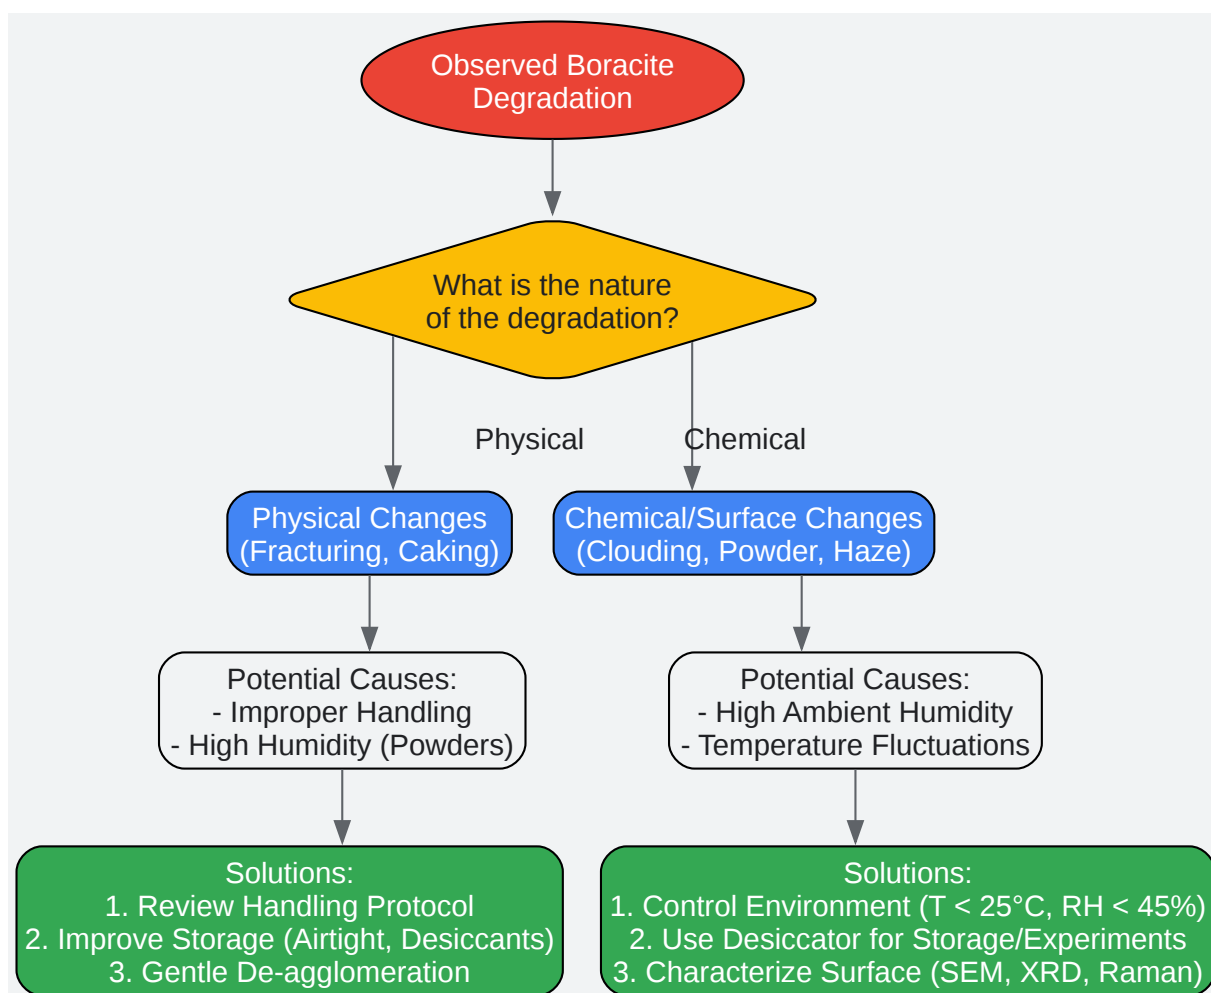 Observed Boracite
Degradation
What is the nature
of the degradation?
Physical
Chemical
Physical Changes
(Fracturing, Caking)
Chemical/Surface Changes
(Clouding, Powder, Haze)
Potential Causes:
- Improper Handling
- High Humidity (Powders)
Potential Causes:
- High Ambient Humidity
- Temperature Fluctuations
Solutions:
1. Review Handling Protocol
2. Improve Storage (Airtight, Desiccants)
3. Gentle De-agglomeration
Solutions:
1. Control Environment (T < 25°C, RH < 45%)
2. Use Desiccator for Storage/Experiments
3. Characterize Surface (SEM, XRD, Raman)